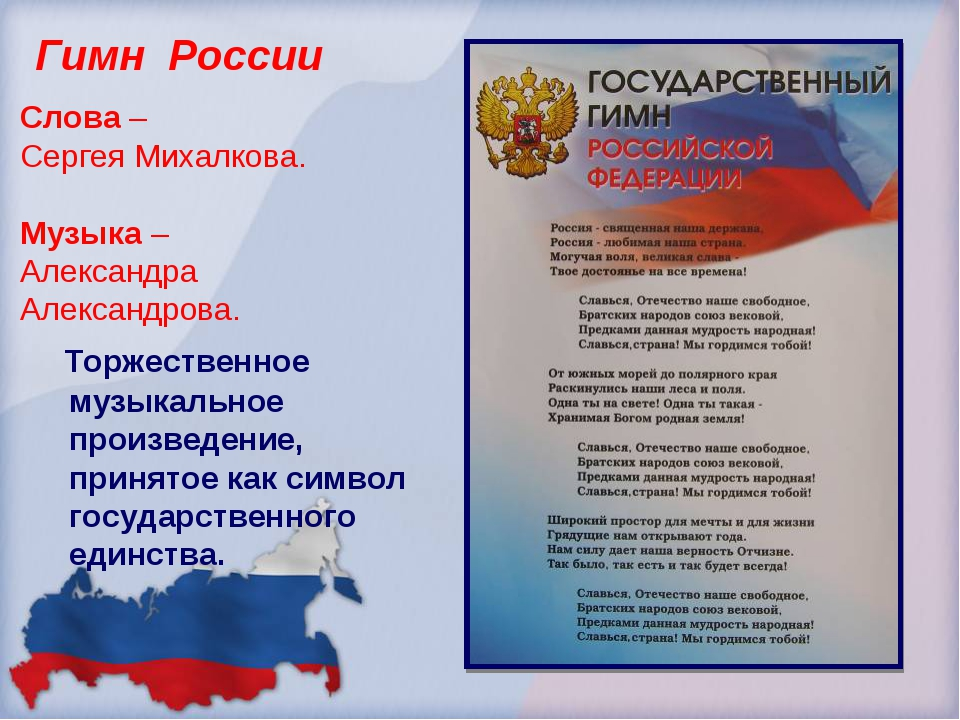 Гимн России
Слова –
Сергея Михалкова.
Музыка –
Александра
Александрова.
Торжественное
музыкальное
произведение,
принятое как символ
государственного
единства.
ГОСУДАРСТВЕННЫЙ
ГИМН
РОССИЙСКОЙ
ФЕДЕРАЦИИ
Россия - священная наша держава,
Россия - любимая наша страна.
Могучая воля, великая слава -
Твое достоянье на все времена!
Славься, Отечество наше свободное,
Братских народов союз вековой,
Предками данная мудрость народная!
Славься,страна! Мы гордимся тобой!
От южных морей до полярного края
Раскинулись наши леса и поля.
Одна ты на свете! Одна ты такая -
Хранимая Богом родная земля!
Славься, Отечество наше свободное,
Братских народов союз вековой,
Предками данная мудрость народная!
Славься,страна! Мы гордимся тобой!
Широкий простор для мечты и для жизни
Грядущие нам открывают года.
Нам силу дает наша верность Отчизне.
Так было, так есть и так будет всегда!
Славься, Отечество наше свободное,
Братских народов союз вековой,
Предками данная мудрость народная!
Славься,страна! Мы гордимся тобой!